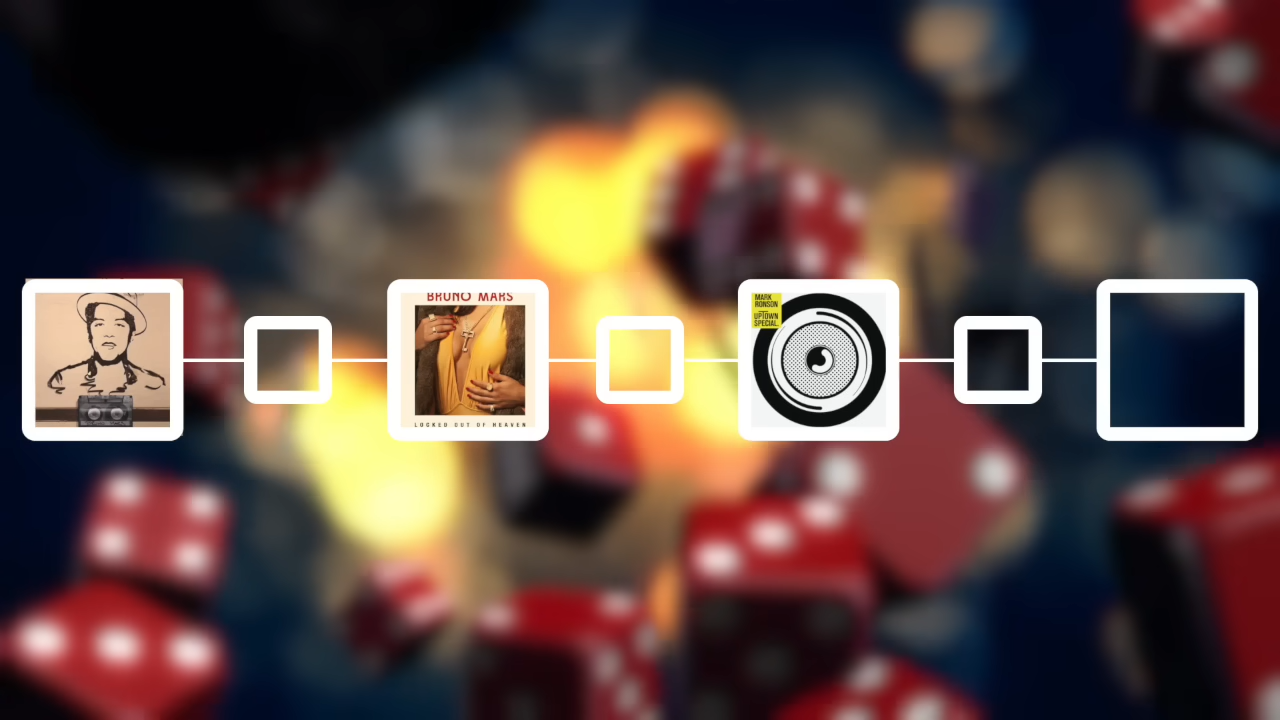 BRUNO MARS
LOCKED OUT OF HEAVEN
MARK
RONSON
UPTOWN
SPECIAL